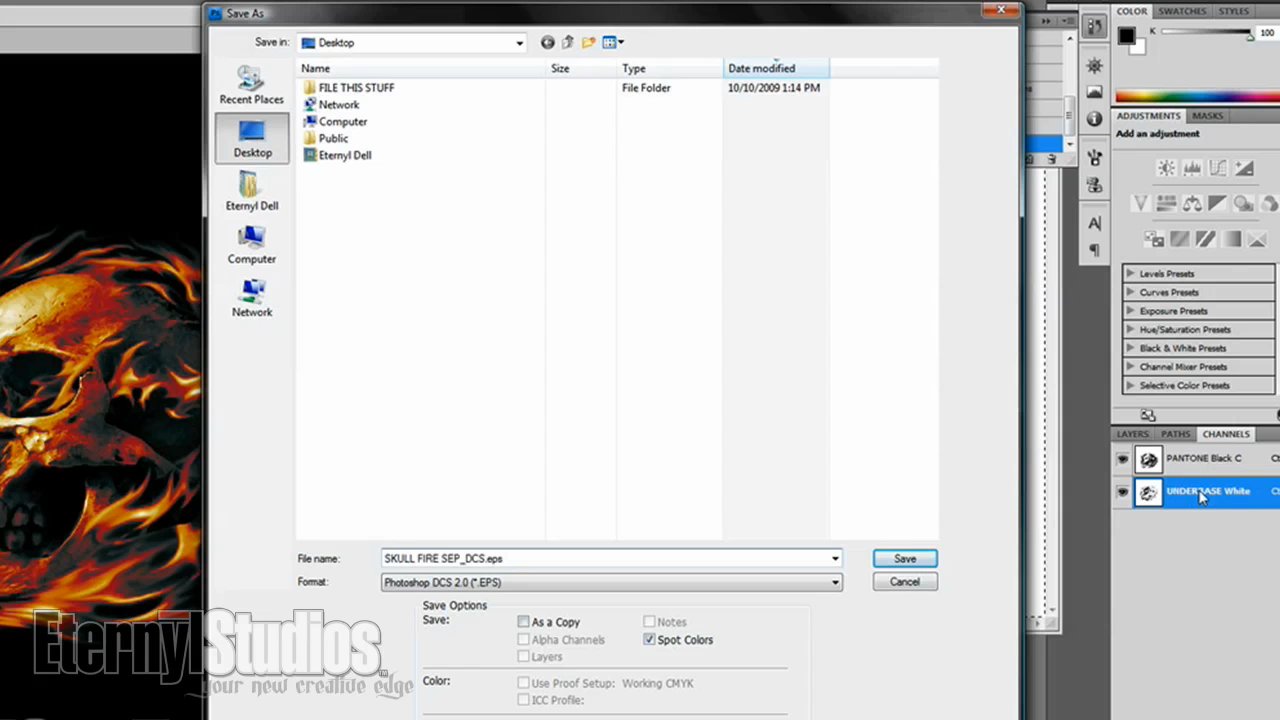 Save As
Save in: Desktop
Name Size Type Date modified
FILE THIS STUFF File Folder 10/10/2009 1:14 PM
Network
Computer
Public
Eternyl Dell
Recent Places
Desktop
Eternyl Dell
Computer
Network
File name: SKULL FIRE SEP_DCS.eps Save
Format: Photoshop DCS 2.0 (*.EPS) Cancel
Save Options
Save: As a Copy Notes
Alpha Channels Spot Colors
Layers
Color: Use Proof Setup: Working CMYK
ICC Profile:
COLOR SWATCHES STYLES
K 100
ADJUSTMENTS MASKS
Add an adjustment
Levels Presets
Curves Presets
Exposure Presets
Hue/Saturation Presets
Black & White Presets
Channel Mixer Presets
Selective Color Presets
LAYERS PATHS CHANNELS
PANTONE Black C
UNDERBASE White
EternylStudios™
your new creative edge